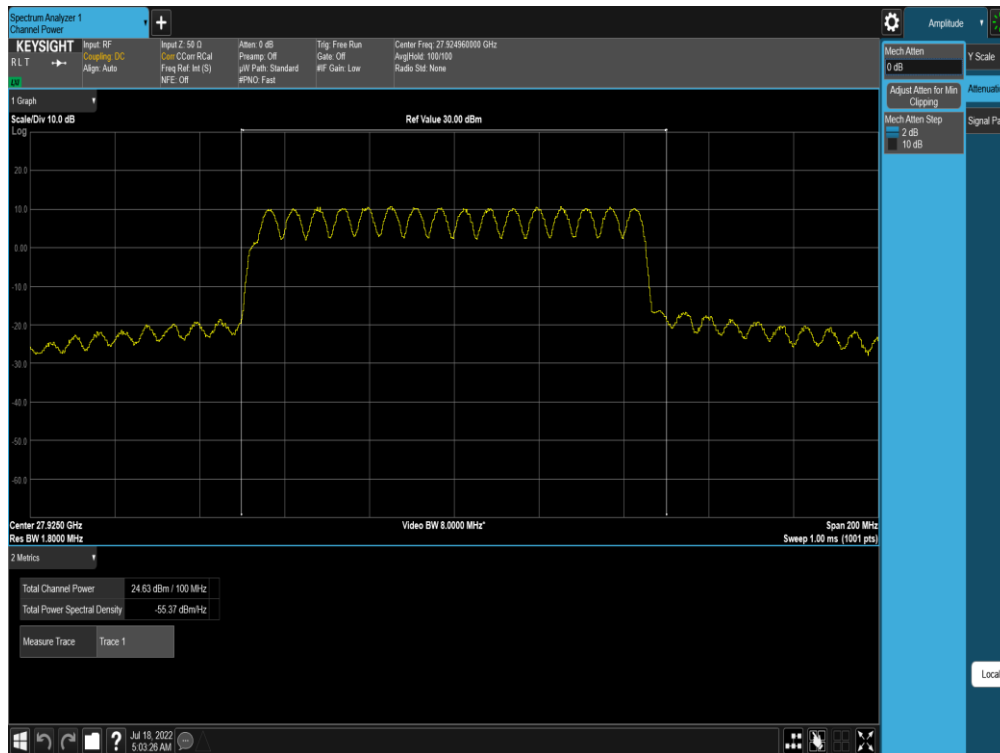 Spectrum Analyzer 1
Channel Power
+
Amplitude
KEYSIGHT
RLT
Input: RF
Coupling: DC
Align: Auto
Input Z: 50 Ω
Corr CCorr RCal
Freq Ref: Int (S)
NFE: Off
Atten: 0 dB
Preamp: Off
µW Path: Standard
#PNO: Fast
Trig: Free Run
Gate: Off
#IF Gain: Low
Center Freq: 27.924960000 GHz
Avg|Hold: 100/100
Radio Std: None
Mech Atten
0 dB
Adjust Atten for Min
Clipping
Mech Atten Step
2 dB
10 dB
Y Scale
Attenuati
Signal Pa
1 Graph
Scale/Div 10.0 dB
Ref Value 30.00 dBm
Log
20.0
10.0
0.00
-10.0
-20.0
-30.0
-40.0
-50.0
-60.0
Center 27.9250 GHz
Video BW 8.0000 MHz*
Span 200 MHz
Res BW 1.8000 MHz
Sweep 1.00 ms (1001 pts)
2 Metrics
Total Channel Power 24.63 dBm / 100 MHz
Total Power Spectral Density -55.37 dBm/Hz
Measure Trace Trace 1
Local
?
Jul 18, 2022
5:03:26 AM